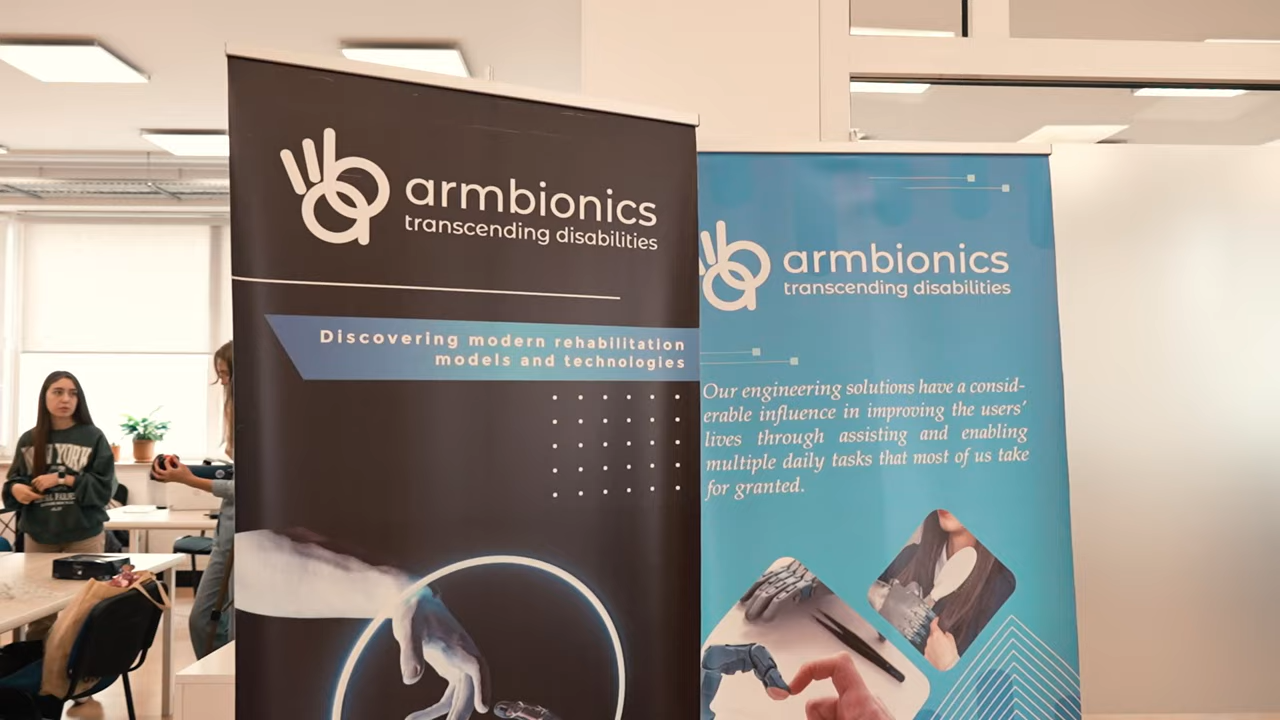 armbionics
transcending disabilities
Discovering modern rehabilitation
models and technologies
armbionics
transcending disabilities
Our engineering solutions have a consid-
erable influence in improving the users'
lives through assisting and enabling
multiple daily tasks that most of us take
for granted.
YORK